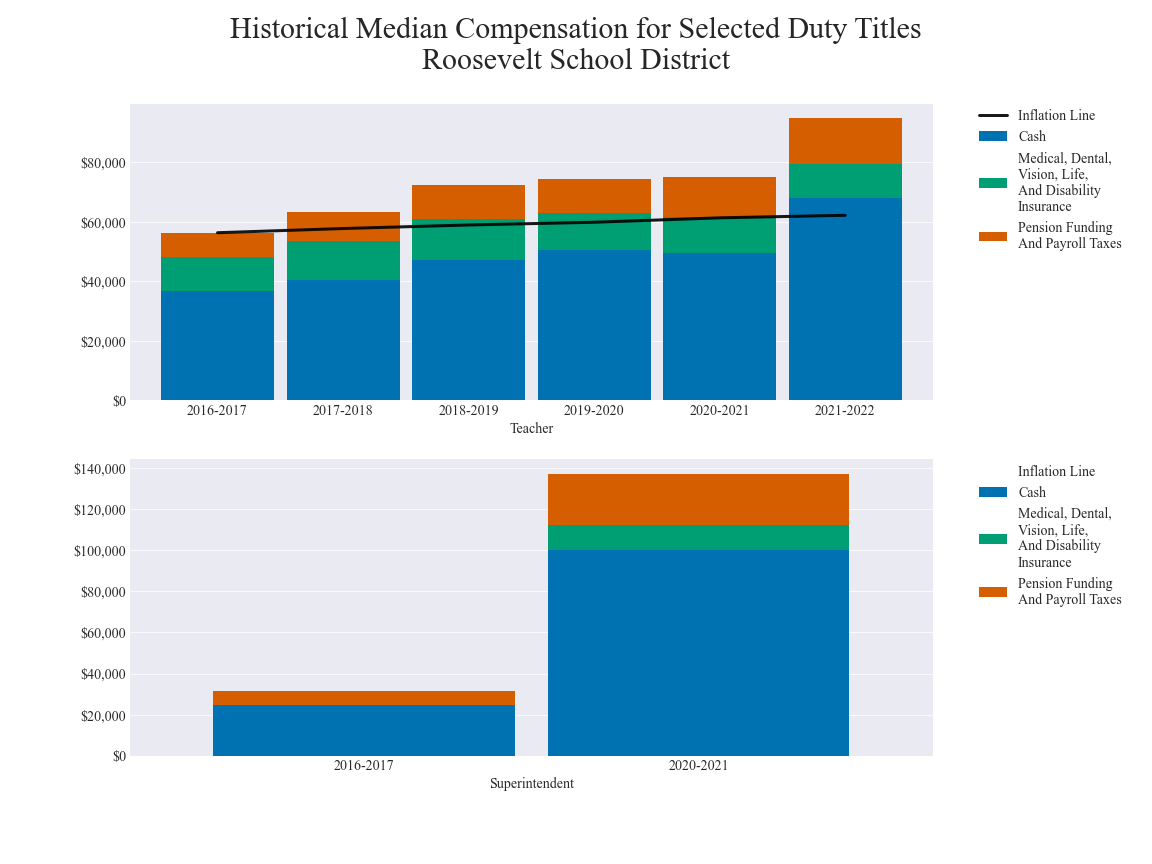 Historical Median Compensation for Selected Duty Titles
Roosevelt School District
$80,000
$60,000
$40,000
$20,000
$0
2016-2017 2017-2018 2018-2019 2019-2020 2020-2021 2021-2022
Teacher
Inflation Line
Cash
Medical, Dental,
Vision, Life,
And Disability
Insurance
Pension Funding
And Payroll Taxes
$140,000
$120,000
$100,000
$80,000
$60,000
$40,000
$20,000
$0
2016-2017 2020-2021
Superintendent
Inflation Line
Cash
Medical, Dental,
Vision, Life,
And Disability
Insurance
Pension Funding
And Payroll Taxes